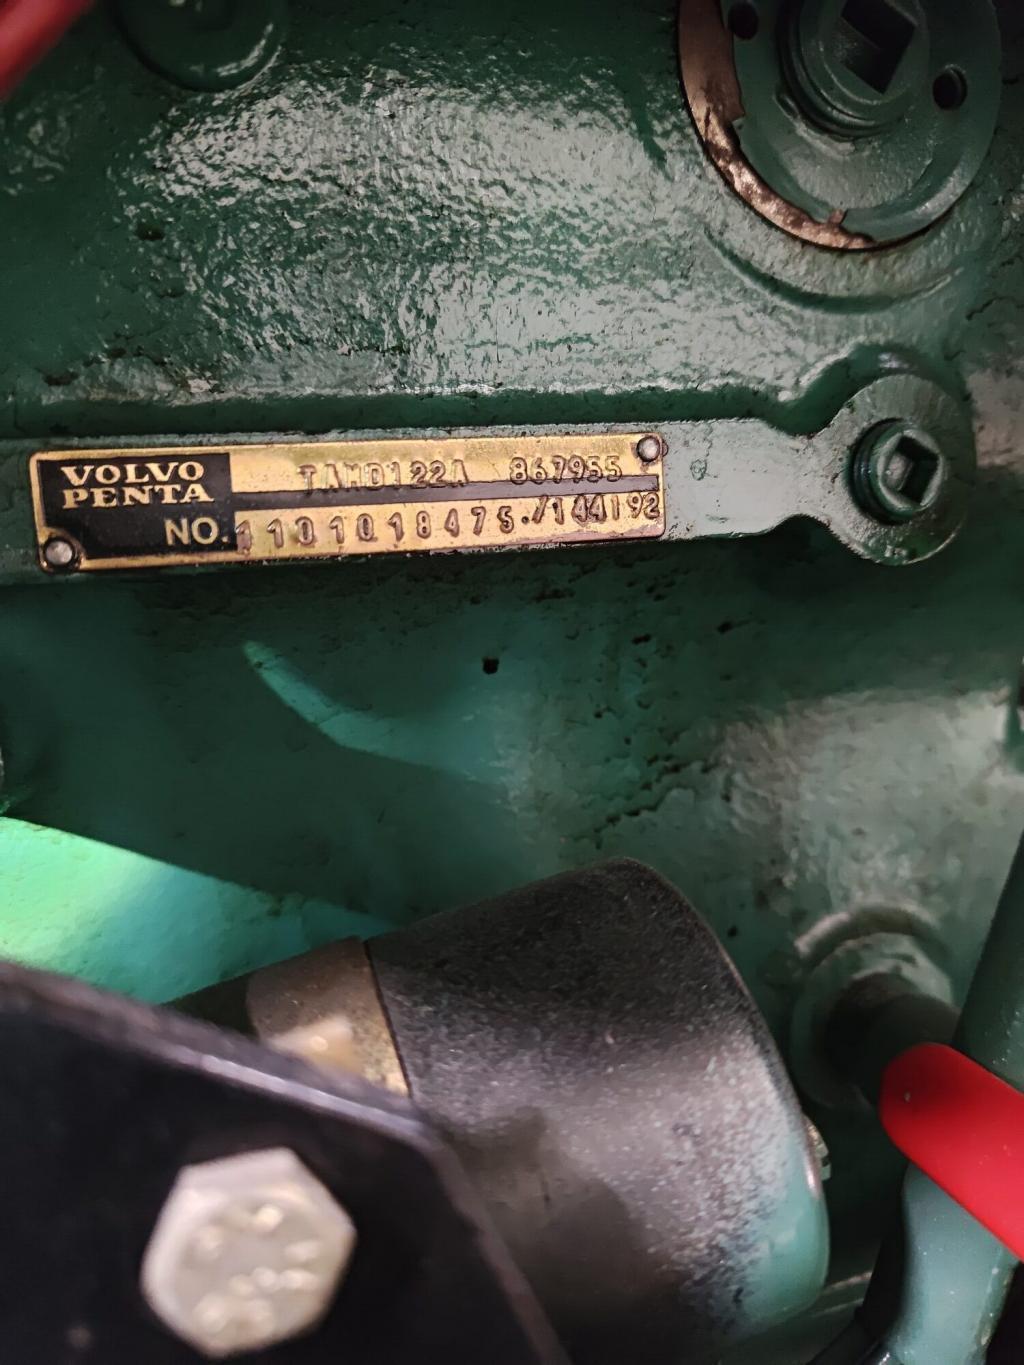 VOLVO
PENTA
TAMD122A 867955
NO. 1101018475./144192